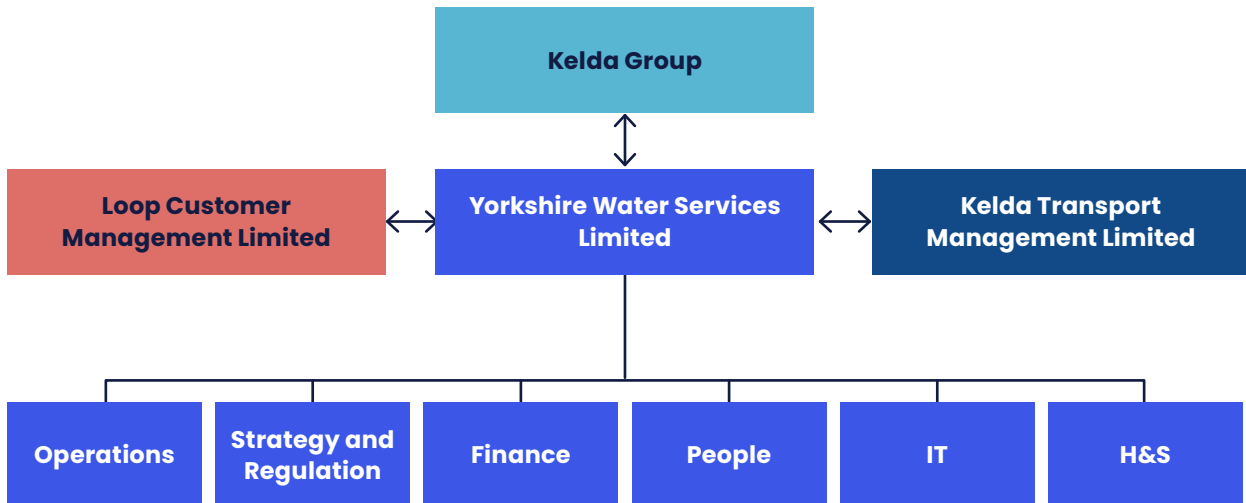 Kelda Group
Loop Customer
Management Limited
Yorkshire Water Services
Limited
Kelda Transport
Management Limited
Operations
Strategy and
Regulation
Finance
People
IT
H&S